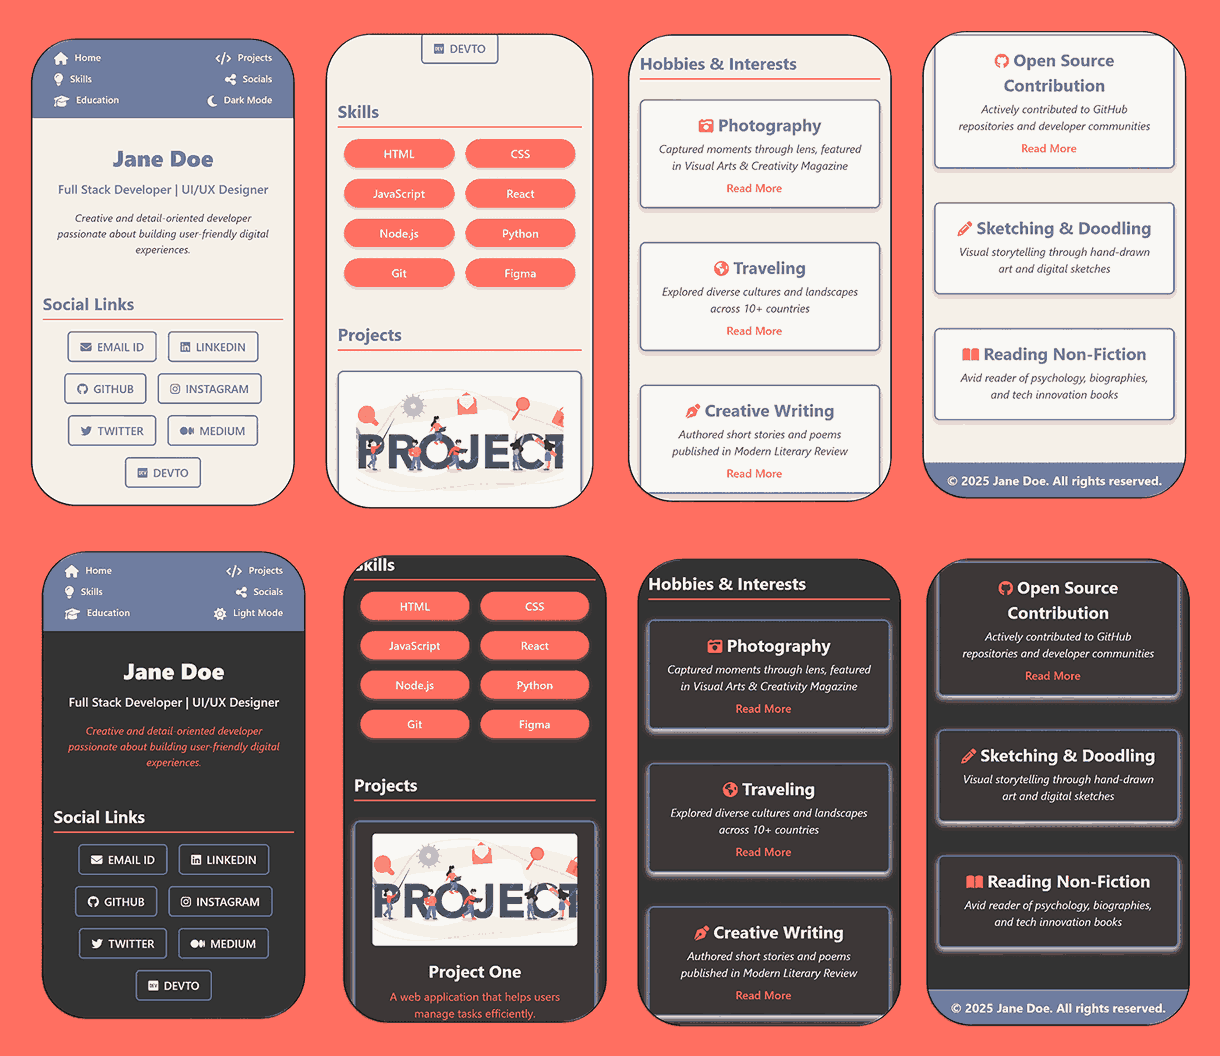 Home
Projects
Skills
Socials
Education
Dark Mode
Jane Doe
Full Stack Developer | UI/UX Designer
Creative and detail-oriented developer
passionate about building user-friendly digital
experiences.
Social Links
EMAIL ID
LINKEDIN
GITHUB
INSTAGRAM
TWITTER
MEDIUM
DEV DEVTO
DEV DEVTO
Skills
HTML
CSS
JavaScript
React
Node.js
Python
Git
Figma
Projects
PROJECT
Hobbies & Interests
Photography
Captured moments through lens, featured
in Visual Arts & Creativity Magazine
Read More
Traveling
Explored diverse cultures and landscapes
across 10+ countries
Read More
Creative Writing
Authored short stories and poems
published in Modern Literary Review
Read More
Open Source
Contribution
Actively contributed to GitHub
repositories and developer communities
Read More
Sketching & Doodling
Visual storytelling through hand-drawn
art and digital sketches
Reading Non-Fiction
Avid reader of psychology, biographies,
and tech innovation books
© 2025 Jane Doe. All rights reserved.
Home
Projects
Skills
Socials
Education
Light Mode
Jane Doe
Full Stack Developer | UI/UX Designer
Creative and detail-oriented developer
passionate about building user-friendly digital
experiences.
Social Links
EMAIL ID
LINKEDIN
GITHUB
INSTAGRAM
TWITTER
MEDIUM
DEV DEVTO
Skills
HTML
CSS
JavaScript
React
Node.js
Python
Git
Figma
Projects
PROJECT
Project One
A web application that helps users
manage tasks efficiently.
Hobbies & Interests
Photography
Captured moments through lens, featured
in Visual Arts & Creativity Magazine
Read More
Traveling
Explored diverse cultures and landscapes
across 10+ countries
Read More
Creative Writing
Authored short stories and poems
published in Modern Literary Review
Read More
Open Source
Contribution
Actively contributed to GitHub
repositories and developer communities
Read More
Sketching & Doodling
Visual storytelling through hand-drawn
art and digital sketches
Reading Non-Fiction
Avid reader of psychology, biographies,
and tech innovation books
© 2025 Jane Doe. All rights reserved.